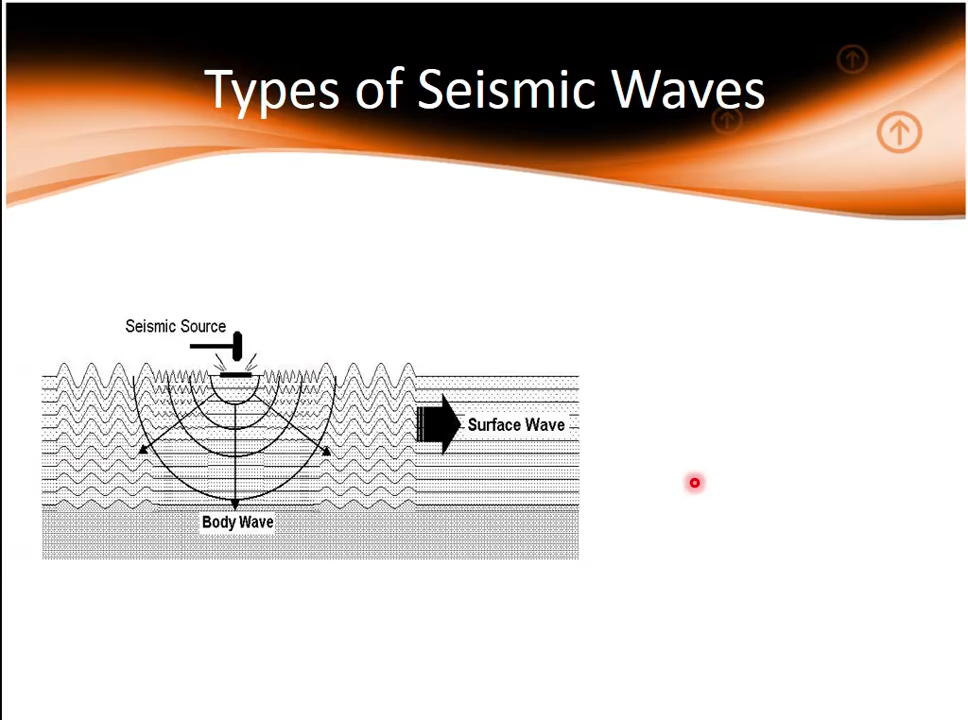 Types of Seismic Waves
Seismic Source
Surface Wave
Body Wave